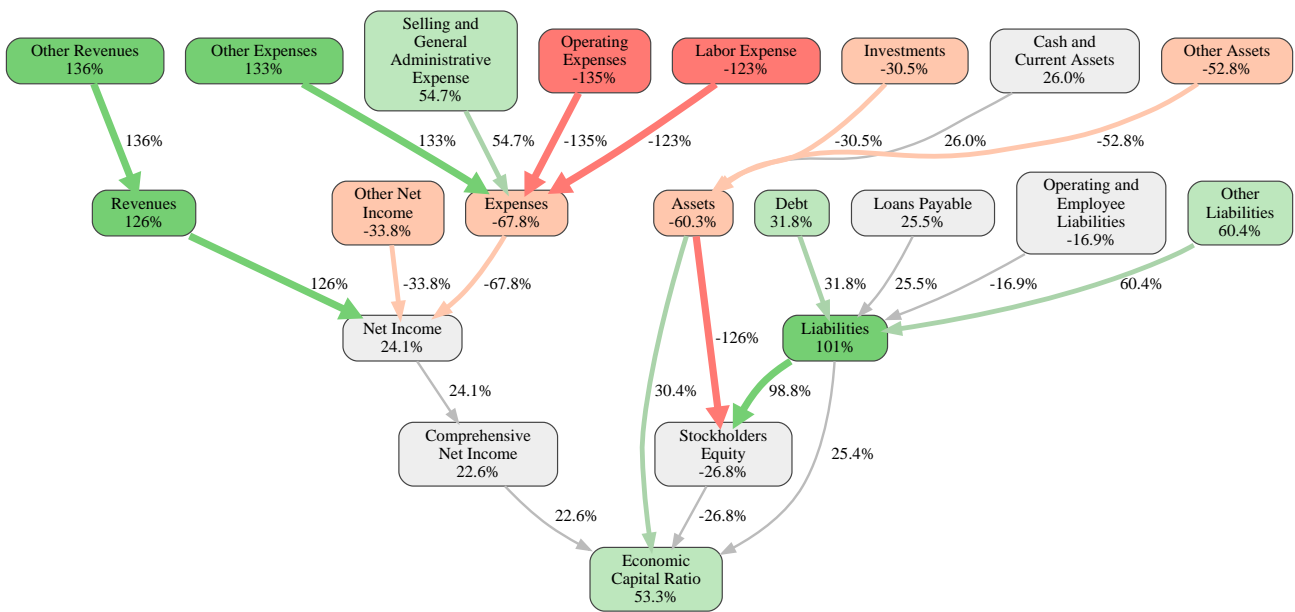 Other Revenues
136%
Other Expenses
133%
Selling and
General
Administrative
Expense
54.7%
Operating
Expenses
-135%
Labor Expense
-123%
Investments
-30.5%
Cash and
Current Assets
26.0%
Other Assets
-52.8%
136%
133%
54.7%
-135%
-123%
-30.5%
26.0%
-52.8%
Revenues
126%
Other Net
Income
-33.8%
Expenses
-67.8%
Assets
-60.3%
Debt
31.8%
Loans Payable
25.5%
Operating and
Employee
Liabilities
-16.9%
Other
Liabilities
60.4%
126%
-33.8%
-67.8%
31.8%
25.5%
-16.9%
60.4%
Net Income
24.1%
-126%
Liabilities
101%
24.1%
30.4%
98.8%
Comprehensive
Net Income
22.6%
Stockholders
Equity
-26.8%
25.4%
22.6%
-26.8%
Economic
Capital Ratio
53.3%